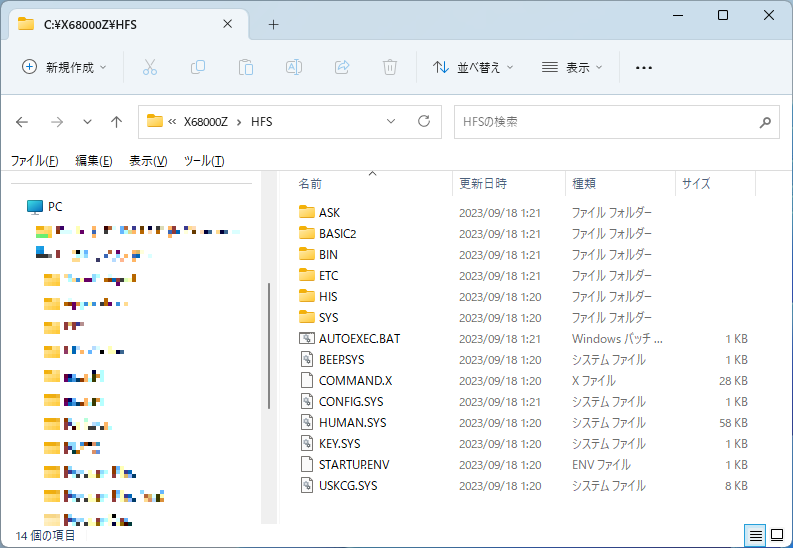 C:¥X68000Z¥HFS
新規作成
並べ替え
表示
X68000Z
HFS
HFSの検索
ファイル(F)
編集(E)
表示(V)
ツール(T)
PC
名前 更新日時 種類 サイズ
ASK 2023/09/18 1:21 ファイル フォルダー
BASIC2 2023/09/18 1:21 ファイル フォルダー
BIN 2023/09/18 1:21 ファイル フォルダー
ETC 2023/09/18 1:21 ファイル フォルダー
HIS 2023/09/18 1:20 ファイル フォルダー
SYS 2023/09/18 1:20 ファイル フォルダー
AUTOEXEC.BAT 2023/09/18 1:21 Windows バッチ ... 1 KB
BEEP.SYS 2023/09/18 1:20 システム ファイル 1 KB
COMMAND.X 2023/09/18 1:20 X ファイル 28 KB
CONFIG.SYS 2023/09/18 1:21 システム ファイル 1 KB
HUMAN.SYS 2023/09/18 1:20 システム ファイル 58 KB
KEY.SYS 2023/09/18 1:20 システム ファイル 1 KB
STARTUP.ENV 2023/09/18 1:20 ENV ファイル 1 KB
USKCG.SYS 2023/09/18 1:20 システム ファイル 8 KB
14 個の項目